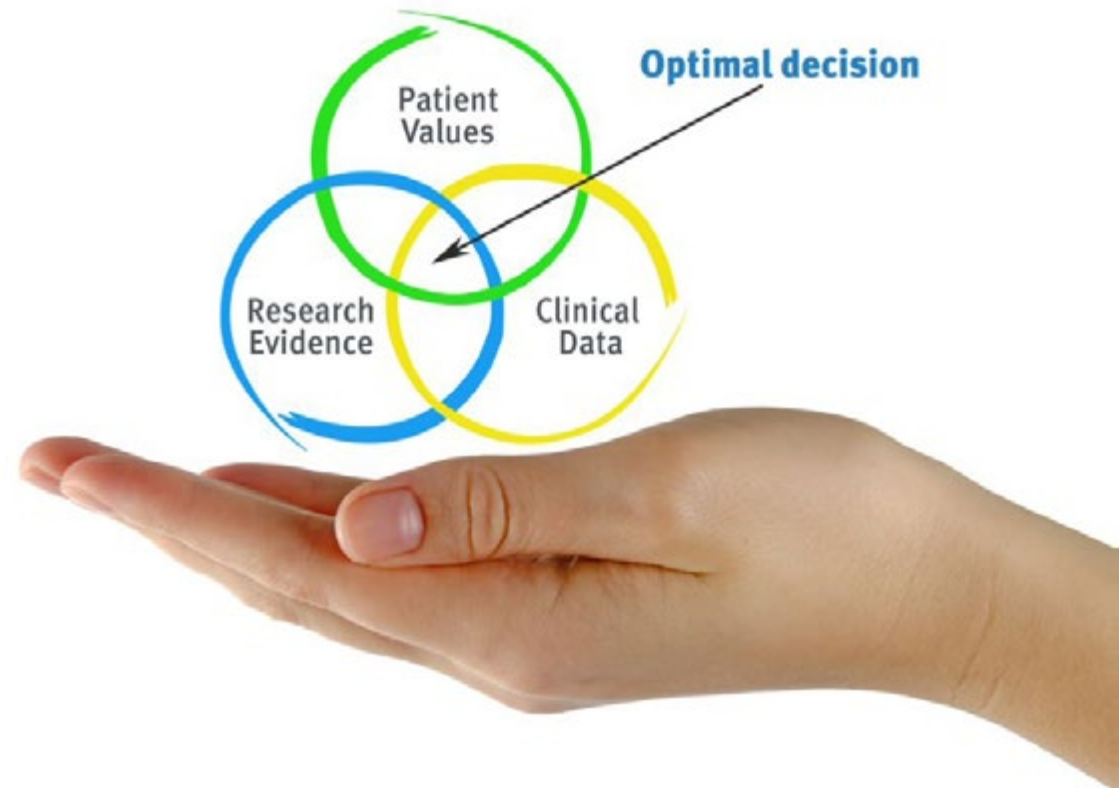 Optimal decision
Patient
Values
Research
Evidence
Clinical
Data